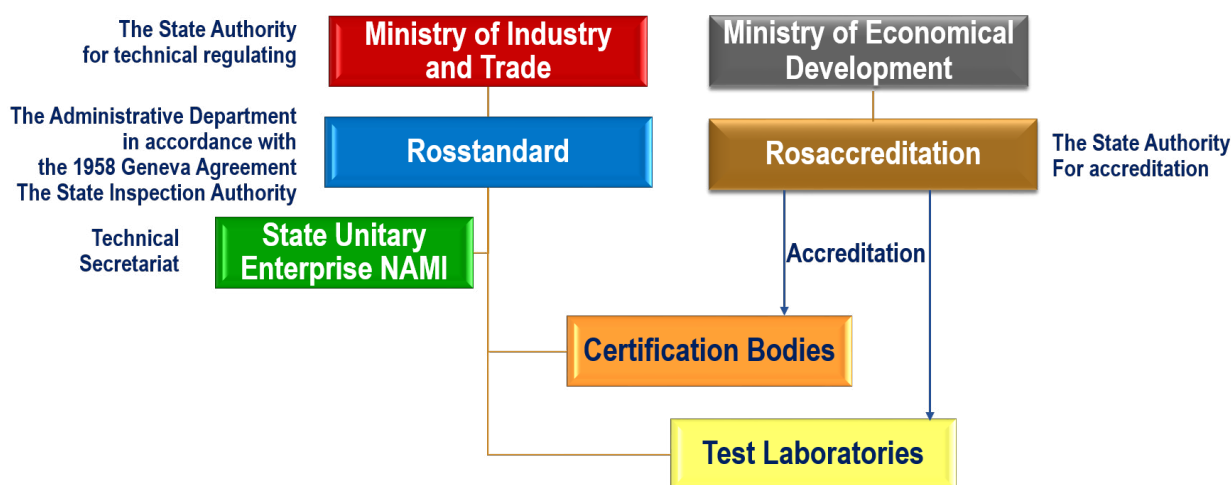 The State Authority
for technical regulating
Ministry of Industry
and Trade
Ministry of Economical
Development
The Administrative Department
in accordance with
the 1958 Geneva Agreement
The State Inspection Authority
Rosstandard
Rosaccreditation
The State Authority
For accreditation
Technical
Secretariat
State Unitary
Enterprise NAMI
Accreditation
Certification Bodies
Test Laboratories